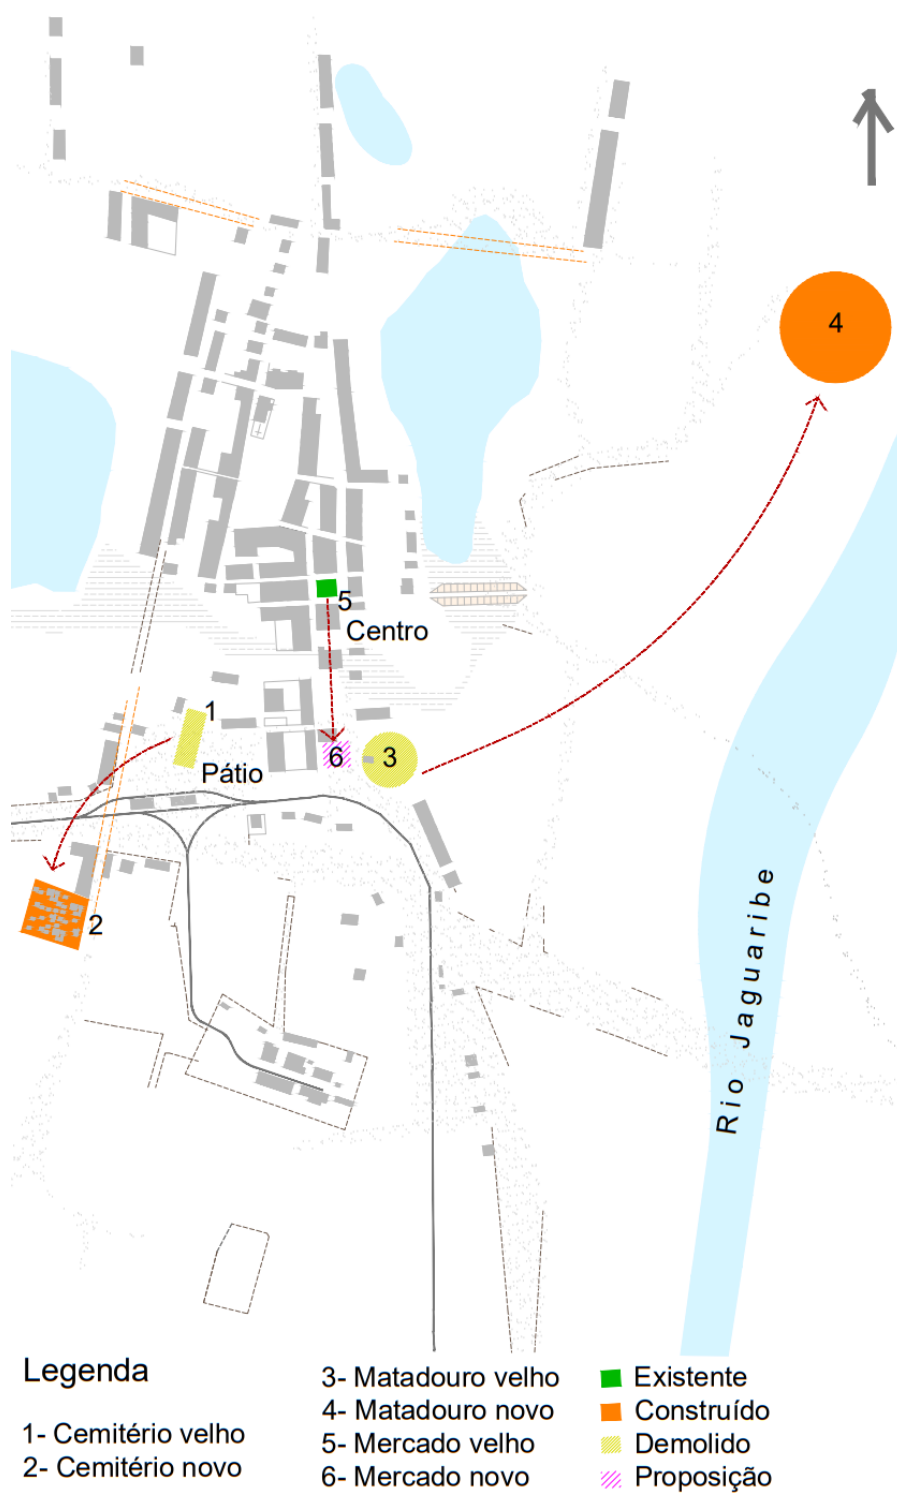 4
5
Centro
1
6
3
Pátio
2
Rio Jaguaribe
Legenda
1- Cemitério velho
2- Cemitério novo
3- Matadouro velho
4- Matadouro novo
5- Mercado velho
6- Mercado novo
Existente
Construído
Demolido
Proposição